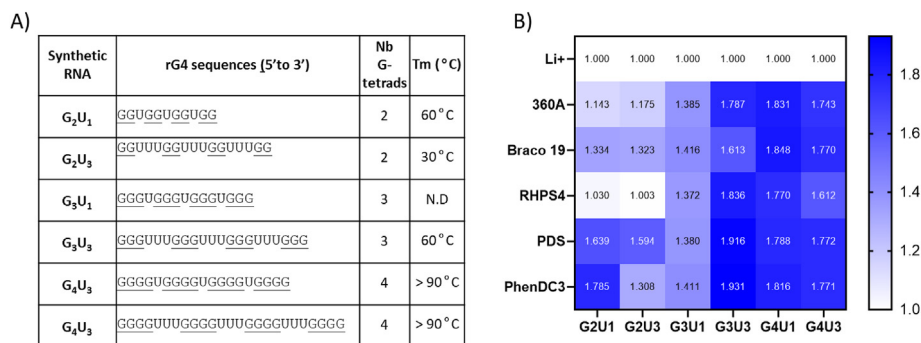 A)
Synthetic RNA rG4 sequences (5'to 3') Nb G-tetrads Tm (°C)
G₂U₁ GGUGGUGGUGG 2 60°C
G₂U₃ GGUUUGGUUUGGUUUGG 2 30°C
G₃U₁ GGGUGGGUGGGUGGG 3 N.D
G₃U₃ GGGUUUGGGUUUGGGUUUGGG 3 60°C
G₄U₃ GGGGUGGGGUGGGGUGGGG 4 >90°C
G₄U₃ GGGGUUUGGGGUUUGGGGUUUGGGG 4 >90°C
B)
Li+ 1.000 1.000 1.000 1.000 1.000 1.000
360A 1.143 1.175 1.385 1.787 1.831 1.743
Braco 19 1.334 1.323 1.416 1.613 1.848 1.770
RHPS4 1.030 1.003 1.372 1.836 1.770 1.612
PDS 1.639 1.594 1.380 1.916 1.788 1.772
PhenDC3 1.785 1.308 1.411 1.931 1.816 1.771
G2U1 G2U3 G3U1 G3U3 G4U1 G4U3
1.8
1.6
1.4
1.2
1.0